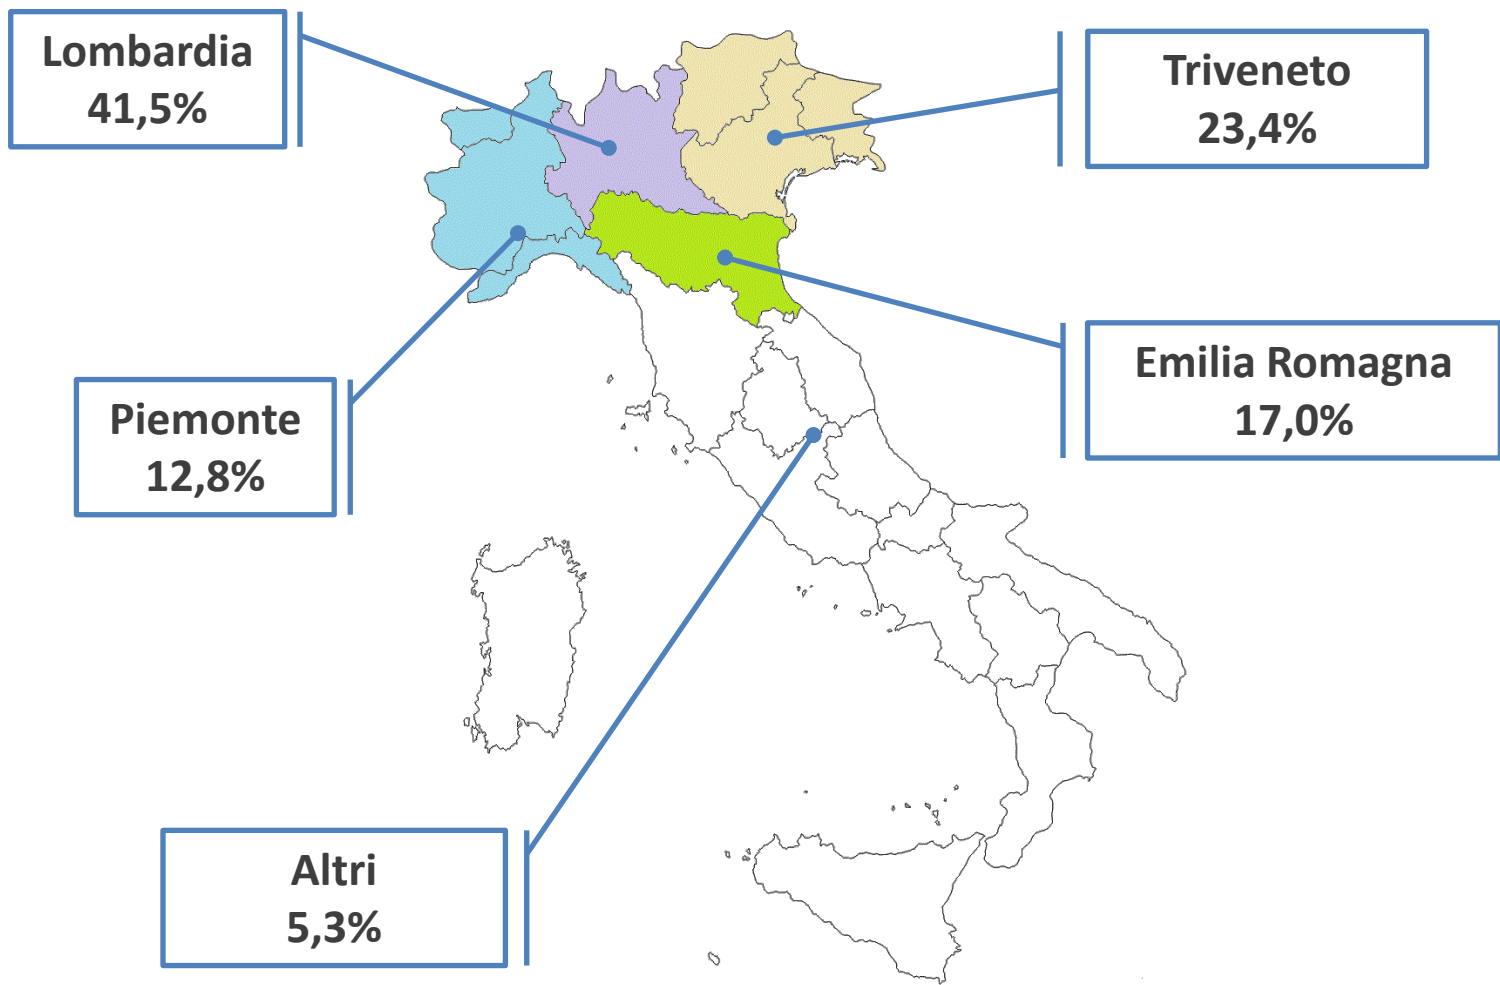 Lombardia
41,5%
Triveneto
23,4%
Emilia Romagna
17,0%
Piemonte
12,8%
Altri
5,3%